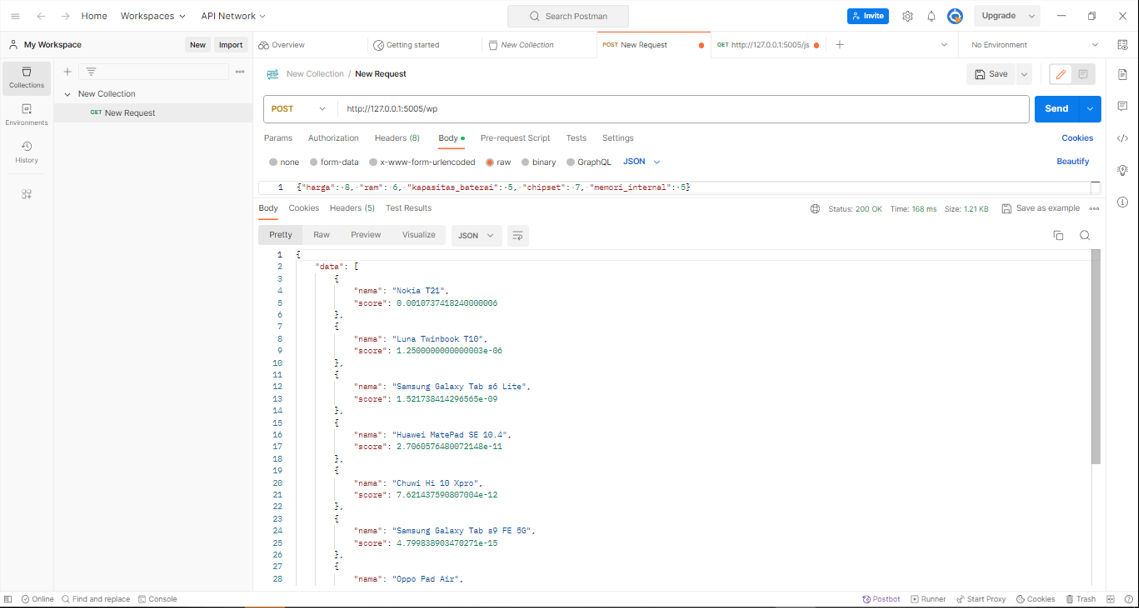 Home Workspaces API Network Search Postman Invite Upgrade
My Workspace New Import Overview Getting started New Collection POST New Request GET http://127.0.0.1:5005/js No Environment
Collections
Environments
History
New Collection
GET New Request
New Collection / New Request Save
POST http://127.0.0.1:5005/wp Send
Params Authorization Headers (8) Body Pre-request Script Tests Settings Cookies
none form-data x-www-form-urlencoded raw binary GraphQL JSON Beautify
1 {"harga": 8, "ram": 6, "kapasitas_baterai": 5, "chipset": 7, "memori_internal": 5}
Body Cookies Headers (5) Test Results Status: 200 OK Time: 168 ms Size: 1.21 KB Save as example
Pretty Raw Preview Visualize JSON
1 {
2 "data": [
3 {
4 "nama": "Nokia T21",
5 "score": 0.0010737418240000006
6 },
7 {
8 "nama": "Luna Twinbook T10",
9 "score": 1.2500000000000003e-06
10 },
11 {
12 "nama": "Samsung Galaxy Tab s6 Lite",
13 "score": 1.521738414296565e-09
14 },
15 {
16 "nama": "Huawei MatePad SE 10.4",
17 "score": 2.7060576480072148e-11
18 },
19 {
20 "nama": "Chuwi Hi 10 Xpro",
21 "score": 7.621437590807004e-12
22 },
23 {
24 "nama": "Samsung Galaxy Tab s9 FE 5G",
25 "score": 4.799838903470271e-15
26 },
27 {
28 "nama": "Oppo Pad Air",
Online Find and replace Console Postbot Runner Start Proxy Cookies Trash